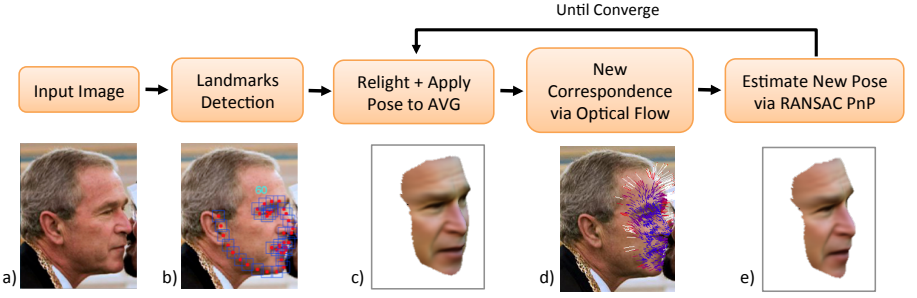 Until Converge
Input Image
Landmarks
Detection
Relight + Apply
Pose to AVG
New
Correspondence
via Optical Flow
Estimate New Pose
via RANSAC PnP
a)
b)
c)
d)
e)